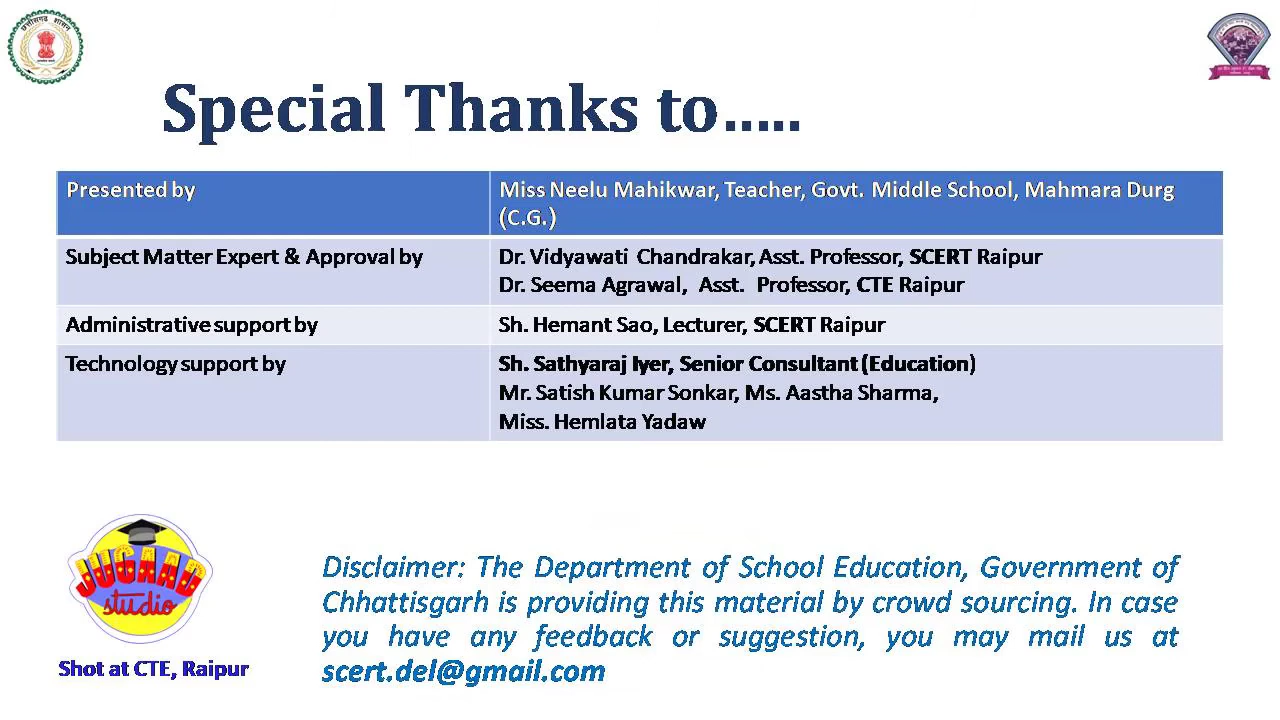 छत्तीसगढ़ शासन
Special Thanks to.....
Presented by
Miss Neelu Mahikwar, Teacher, Govt. Middle School, Mahmara Durg
(C.G.)
Subject Matter Expert & Approval by
Dr. Vidyawati Chandrakar, Asst. Professor, SCERT Raipur
Dr. Seema Agrawal, Asst. Professor, CTE Raipur
Administrative support by
Sh. Hemant Sao, Lecturer, SCERT Raipur
Technology support by
Sh. Sathyaraj Iyer, Senior Consultant (Education)
Mr. Satish Kumar Sonkar, Ms. Aastha Sharma,
Miss. Hemlata Yadaw
JUGAAD
studio
Shot at CTE, Raipur
Disclaimer: The Department of School Education, Government of
Chhattisgarh is providing this material by crowd sourcing. In case
you have any feedback or suggestion, you may mail us at
scert.del@gmail.com